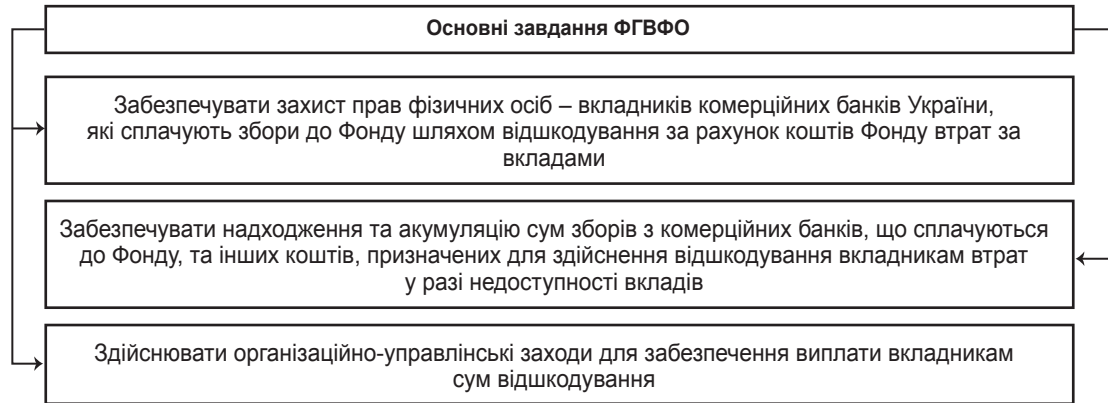 Основні завдання ФГВФО
Забезпечувати захист прав фізичних осіб – вкладників комерційних банків України,
які сплачують збори до Фонду шляхом відшкодування за рахунок коштів Фонду втрат за
вкладами
Забезпечувати надходження та акумуляцію сум зборів з комерційних банків, що сплачуються
до Фонду, та інших коштів, призначених для здійснення відшкодування вкладникам втрат
у разі недоступності вкладів
Здійснювати організаційно-управлінські заходи для забезпечення виплати вкладникам
сум відшкодування